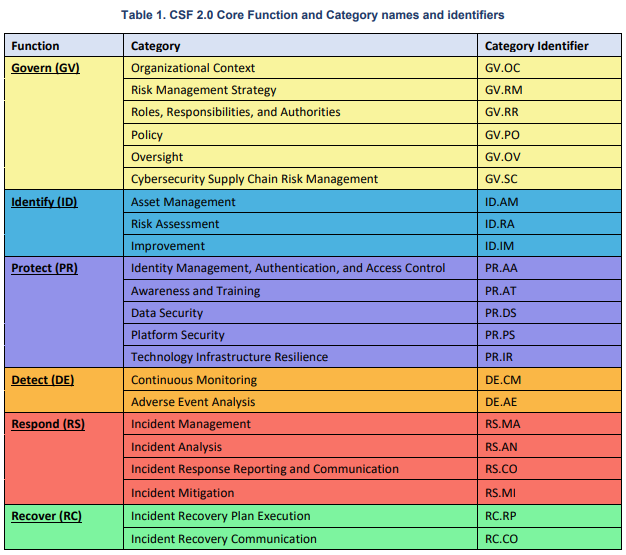 Table 1. CSF 2.0 Core Function and Category names and identifiers
Function Category Category Identifier
Govern (GV) Organizational Context GV.OC
Risk Management Strategy GV.RM
Roles, Responsibilities, and Authorities GV.RR
Policy GV.PO
Oversight GV.OV
Cybersecurity Supply Chain Risk Management GV.SC
Identify (ID) Asset Management ID.AM
Risk Assessment ID.RA
Improvement ID.IM
Protect (PR) Identity Management, Authentication, and Access Control PR.AA
Awareness and Training PR.AT
Data Security PR.DS
Platform Security PR.PS
Technology Infrastructure Resilience PR.IR
Detect (DE) Continuous Monitoring DE.CM
Adverse Event Analysis DE.AE
Respond (RS) Incident Management RS.MA
Incident Analysis RS.AN
Incident Response Reporting and Communication RS.CO
Incident Mitigation RS.MI
Recover (RC) Incident Recovery Plan Execution RC.RP
Incident Recovery Communication RC.CO